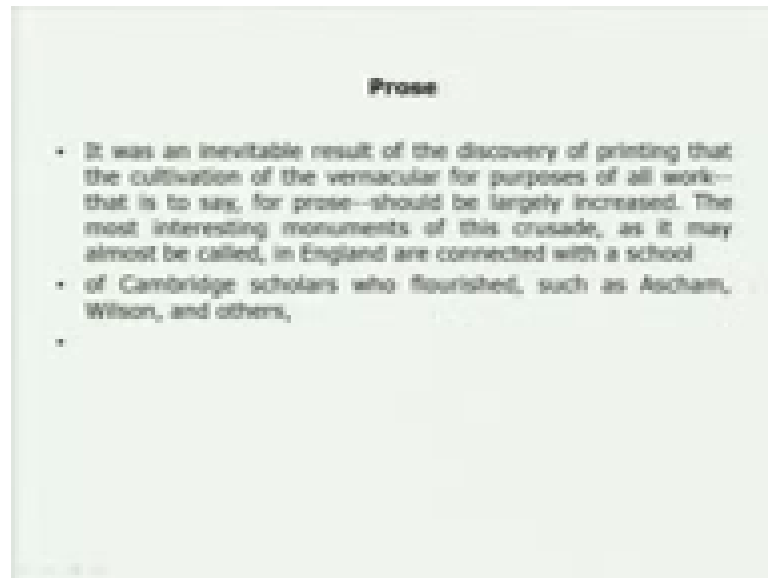 Prose
• It was an inevitable result of the discovery of printing that
the cultivation of the vernacular for purposes of all work--
that is to say, for prose--should be largely increased. The
most interesting monuments of this crusade, as it may
almost be called, in England are connected with a school
• of Cambridge scholars who flourished, such as Ascham,
Wilson, and others,
•